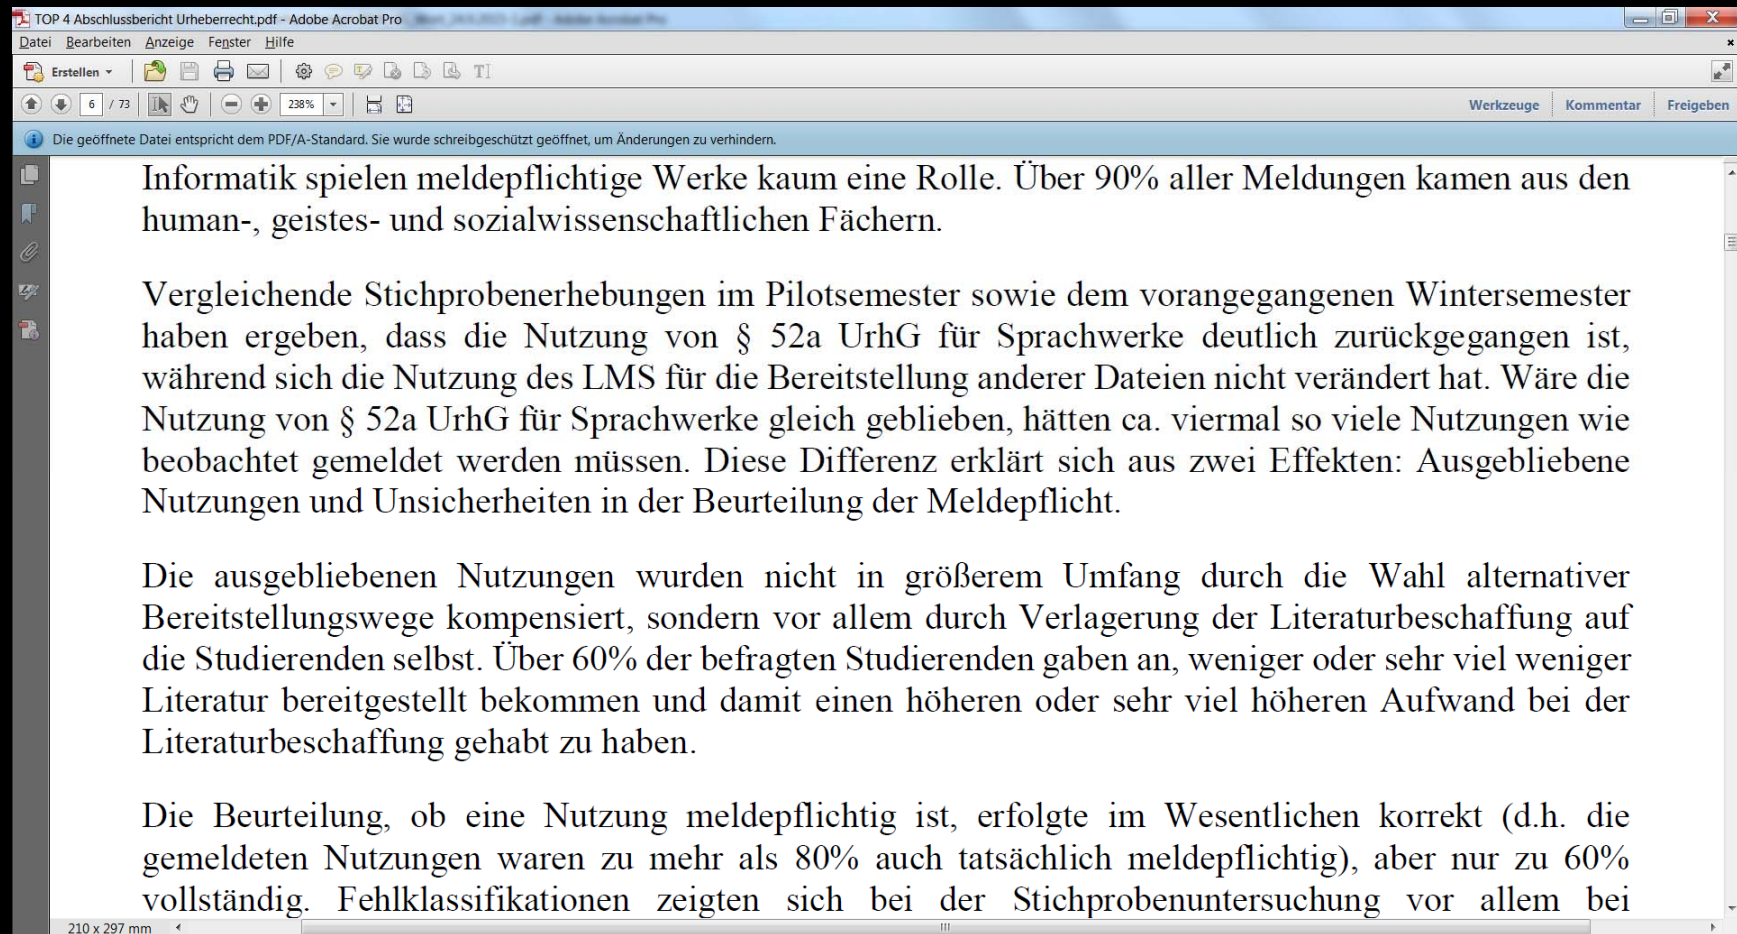 TOP 4 Abschlussbericht Urheberrecht.pdf - Adobe Acrobat Pro
Datei Bearbeiten Anzeige Fenster Hilfe
Erstellen
6 / 73 238% Werkzeuge Kommentar Freigeben
Die geöffnete Datei entspricht dem PDF/A-Standard. Sie wurde schreibgeschützt geöffnet, um Änderungen zu verhindern.
Informatik spielen meldepflichtige Werke kaum eine Rolle. Über 90% aller Meldungen kamen aus den
human-, geistes- und sozialwissenschaftlichen Fächern.
Vergleichende Stichprobenerhebungen im Pilotsemester sowie dem vorangegangenen Wintersemester
haben ergeben, dass die Nutzung von § 52a UrhG für Sprachwerke deutlich zurückgegangen ist,
während sich die Nutzung des LMS für die Bereitstellung anderer Dateien nicht verändert hat. Wäre die
Nutzung von § 52a UrhG für Sprachwerke gleich geblieben, hätten ca. viermal so viele Nutzungen wie
beobachtet gemeldet werden müssen. Diese Differenz erklärt sich aus zwei Effekten: Ausgebliebene
Nutzungen und Unsicherheiten in der Beurteilung der Meldepflicht.
Die ausgebliebenen Nutzungen wurden nicht in größerem Umfang durch die Wahl alternativer
Bereitstellungswege kompensiert, sondern vor allem durch Verlagerung der Literaturbeschaffung auf
die Studierenden selbst. Über 60% der befragten Studierenden gaben an, weniger oder sehr viel weniger
Literatur bereitgestellt bekommen und damit einen höheren oder sehr viel höheren Aufwand bei der
Literaturbeschaffung gehabt zu haben.
Die Beurteilung, ob eine Nutzung meldepflichtig ist, erfolgte im Wesentlichen korrekt (d.h. die
gemeldeten Nutzungen waren zu mehr als 80% auch tatsächlich meldepflichtig), aber nur zu 60%
vollständig. Fehlklassifikationen zeigten sich bei der Stichprobenuntersuchung vor allem bei
210 x 297 mm